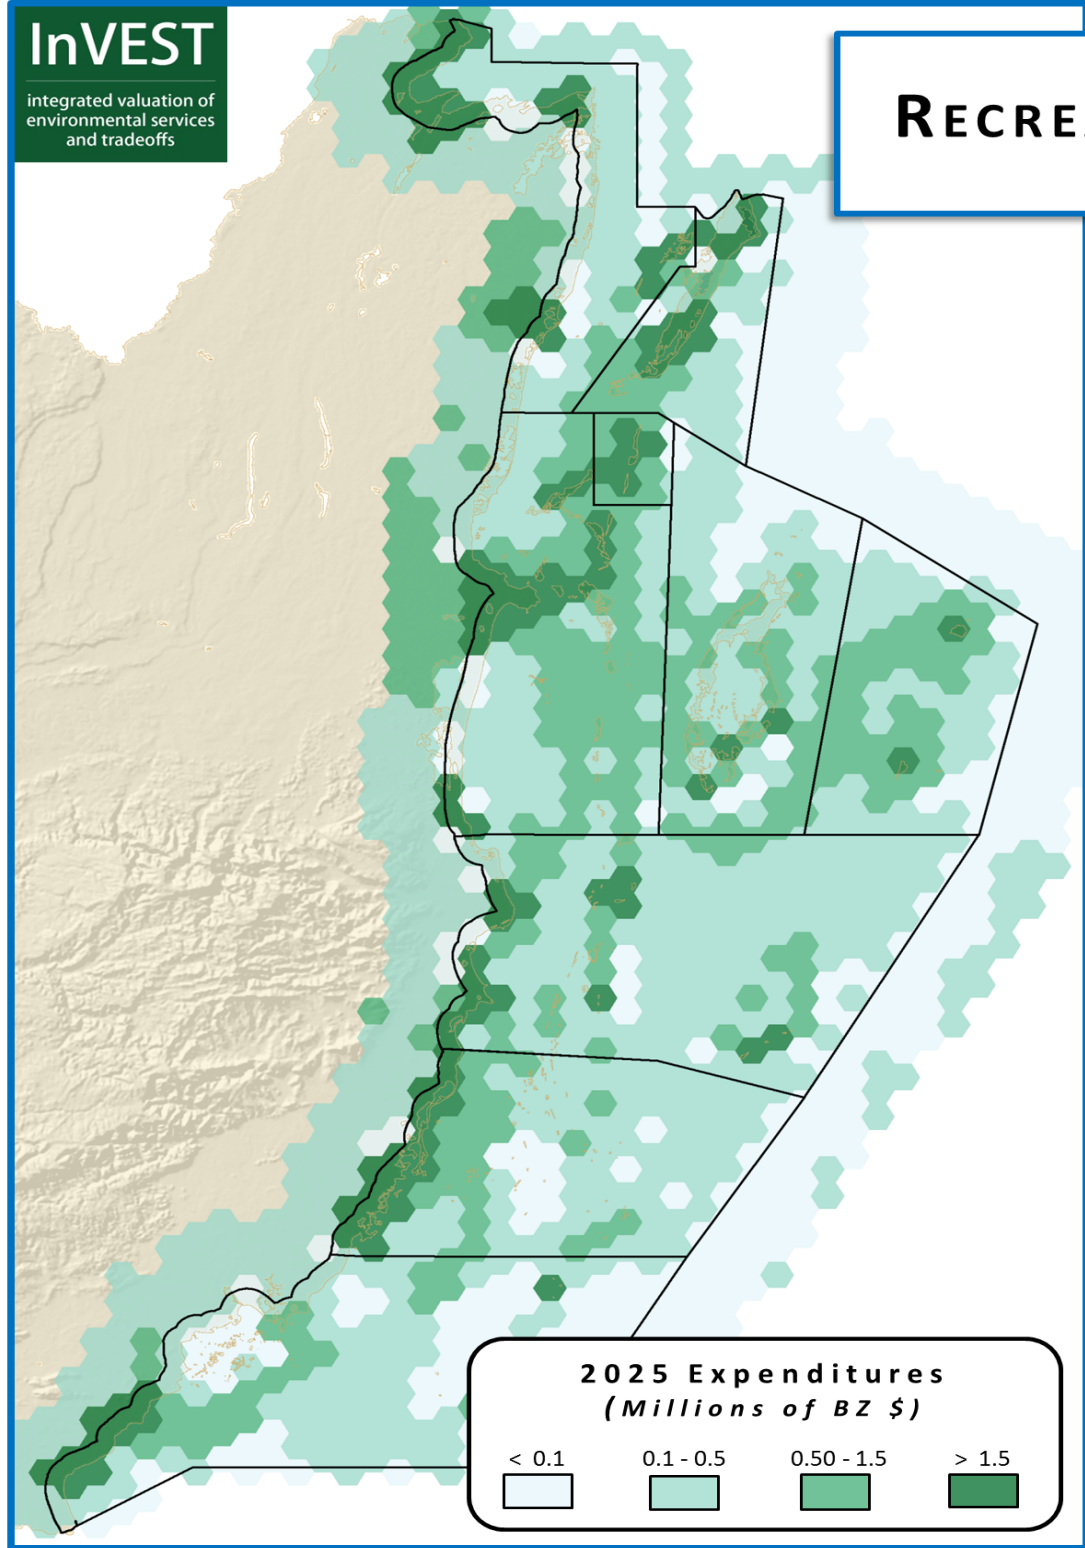 InVEST
integrated valuation of
environmental services
and tradeoffs
2025 Expenditures
(Millions of BZ $)
< 0.1 0.1 - 0.5 0.50 - 1.5 > 1.5